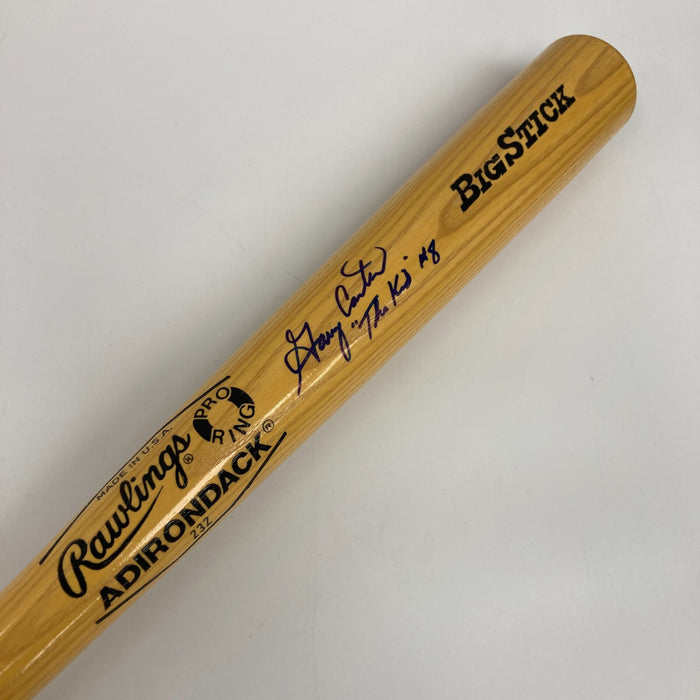 BIG STICK
Gary Carter
"The Kid" #8
PRO
RING
MADE IN U.S.A.
Rawlings®
ADIRONDACK®
232